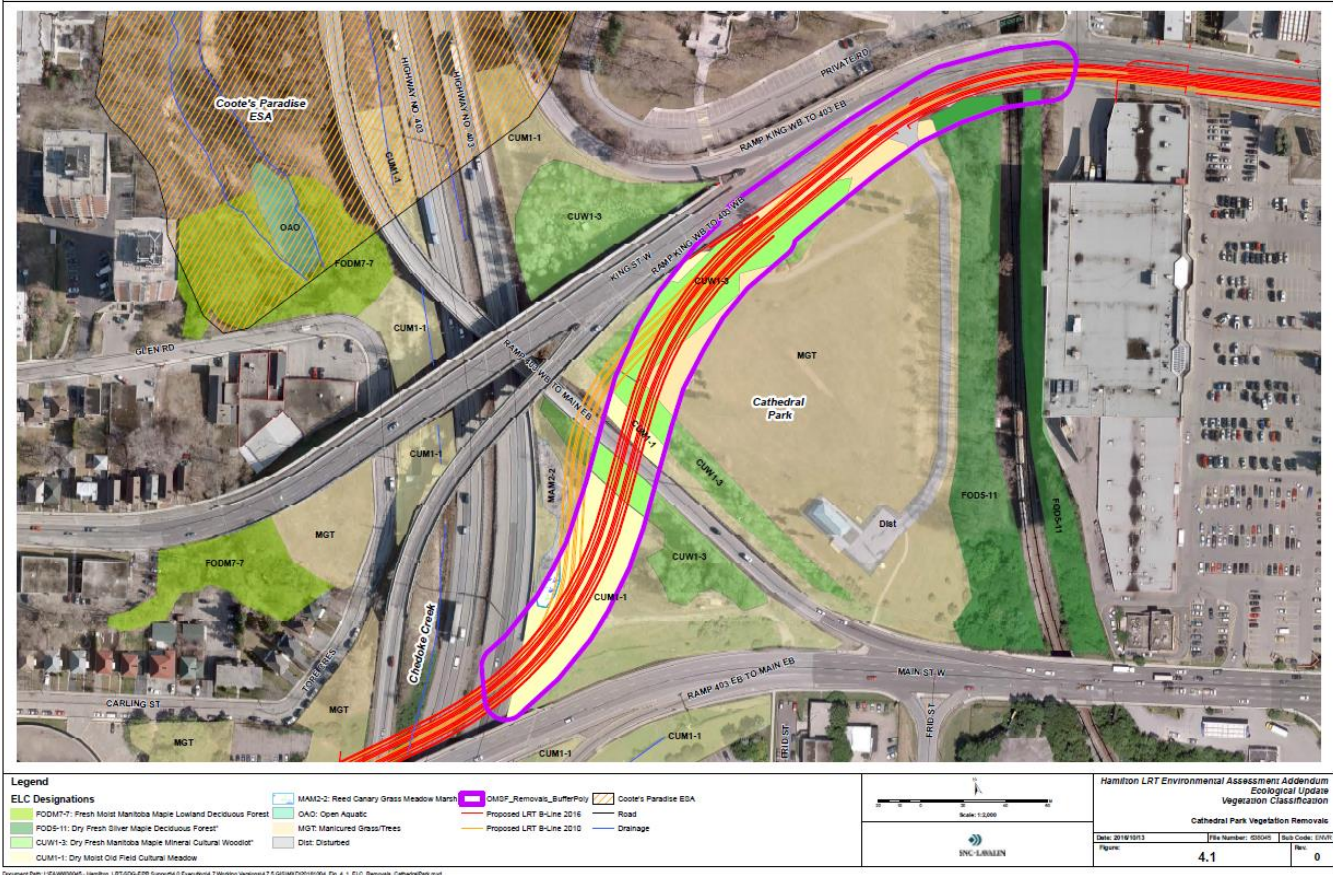 Coote's Paradise
ESA
HIGHWAY NO. 403
HIGHWAY NO. 403
PRIVATE RD
RAMP KING WB TO 403 EB
CUM1-1
CUM1-1
CUW1-3
OAO
FODM7-7
KING ST W
RAMP KING WB TO 403 WB
CUW1-3
CUM1-1
GLEN RD
RAMP 403 WB TO MAIN EB
MGT
Cathedral
Park
CUM1-1
CUM1-1
MAM2-2
CUW1-3
FOD5-11
FOD5-11
Dist
MGT
FODM7-7
CUW1-3
CUM1-1
Chedoke Creek
RAMP 403 EB TO MAIN EB
MAIN ST W
CARLING ST
MGT
MGT
CUM1-1
CUM1-1
FRID ST
FRID ST
Legend
ELC Designations
FODM7-7: Fresh Moist Manitoba Maple Lowland Deciduous Forest
FOD5-11: Dry Fresh Silver Maple Deciduous Forest*
CUW1-3: Dry Fresh Manitoba Maple Mineral Cultural Woodlot*
CUM1-1: Dry Moist Old Field Cultural Meadow
MAM2-2: Reed Canary Grass Meadow Marsh
OAO: Open Aquatic
MGT: Manicured Grass/Trees
Dist: Disturbed
OMSF_Removals_BufferPoly
Proposed LRT B-Line 2016
Proposed LRT B-Line 2010
Coote's Paradise ESA
Road
Drainage
Scale: 1:2,000
SNC-LAVALIN
Hamilton LRT Environmental Assessment Addendum
Ecological Update
Vegetation Classification
Cathedral Park Vegetation Removals
Date: 2016/10/13
File Number:
Sub Code: ENVR
Figure:
4.1
Rev.
0